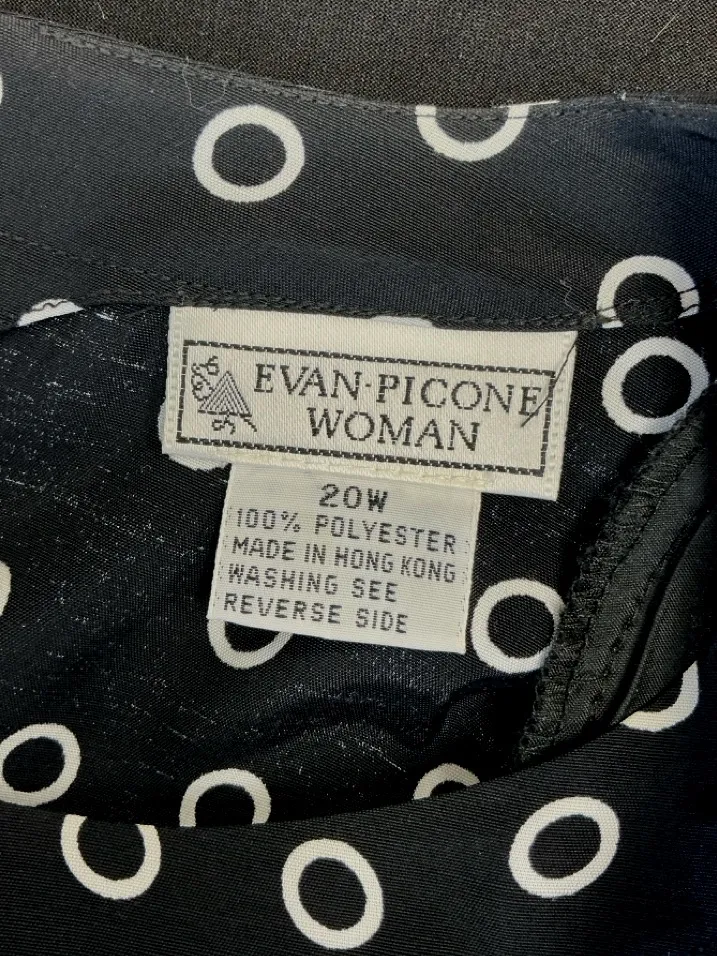 EVAN-PICONE
WOMAN
20W
100% POLYESTER
MADE IN HONG KONG
WASHING SEE
REVERSE SIDE